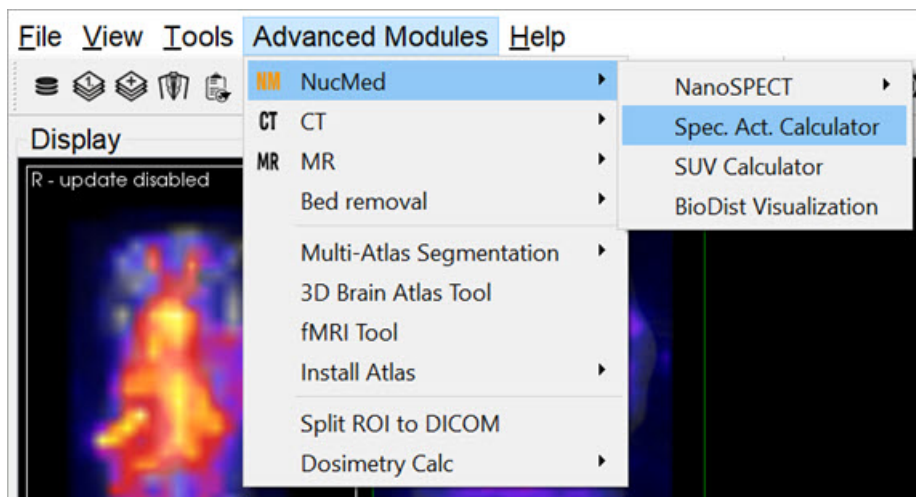 File View Tools Advanced Modules Help
Display
R - update disabled
NM NucMed
CT CT
MR MR
Bed removal
Multi-Atlas Segmentation
3D Brain Atlas Tool
fMRI Tool
Install Atlas
Split ROI to DICOM
Dosimetry Calc
NanoSPECT
Spec. Act. Calculator
SUV Calculator
BioDist Visualization